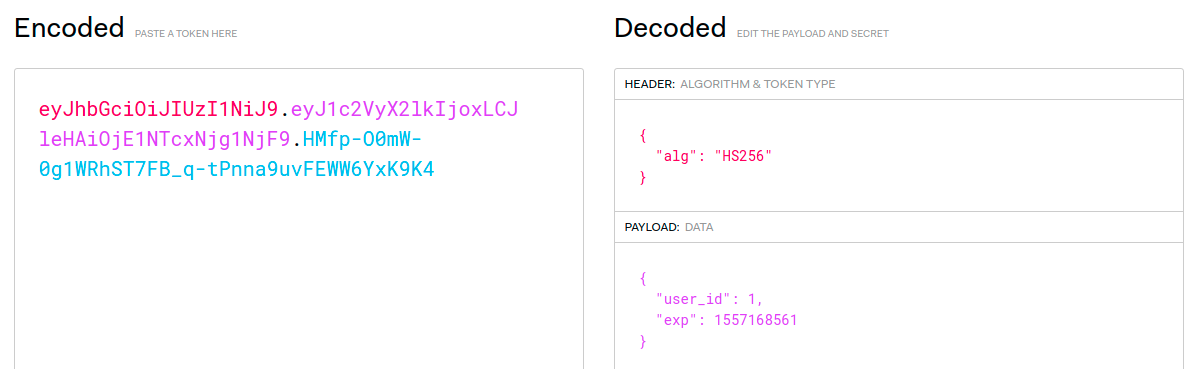 Encoded PASTE A TOKEN HERE
eyJhbGciOiJIUzI1NiJ9.eyJ1c2VyX2lkIjoxLCJ
leHAiOjE1NTcxNjg1NjF9.HMfp-O0mW-
0g1WRhST7FB_q-tPnna9uvFEWW6YxK9K4
Decoded EDIT THE PAYLOAD AND SECRET
HEADER: ALGORITHM & TOKEN TYPE
{
"alg": "HS256"
}
PAYLOAD: DATA
{
"user_id": 1,
"exp": 1557168561
}